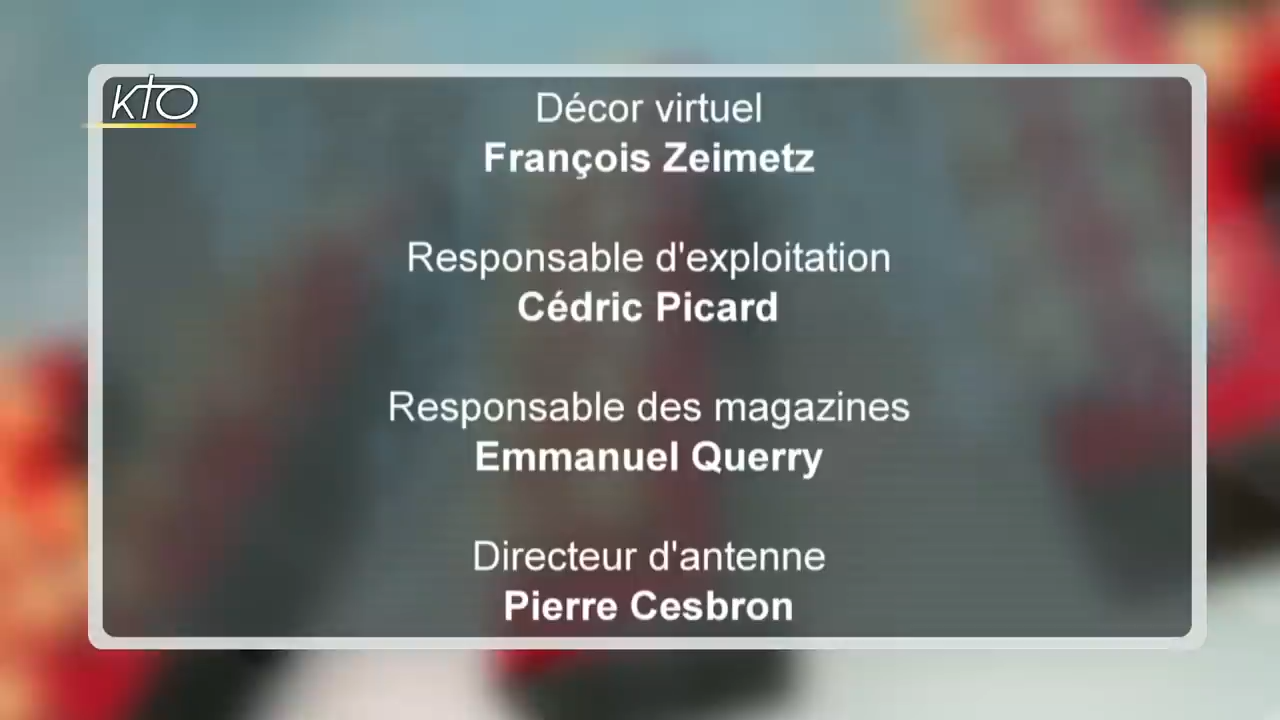 KTO
Décor virtuel
François Zeimetz
Responsable d'exploitation
Cédric Picard
Responsable des magazines
Emmanuel Querry
Directeur d'antenne
Pierre Cesbron